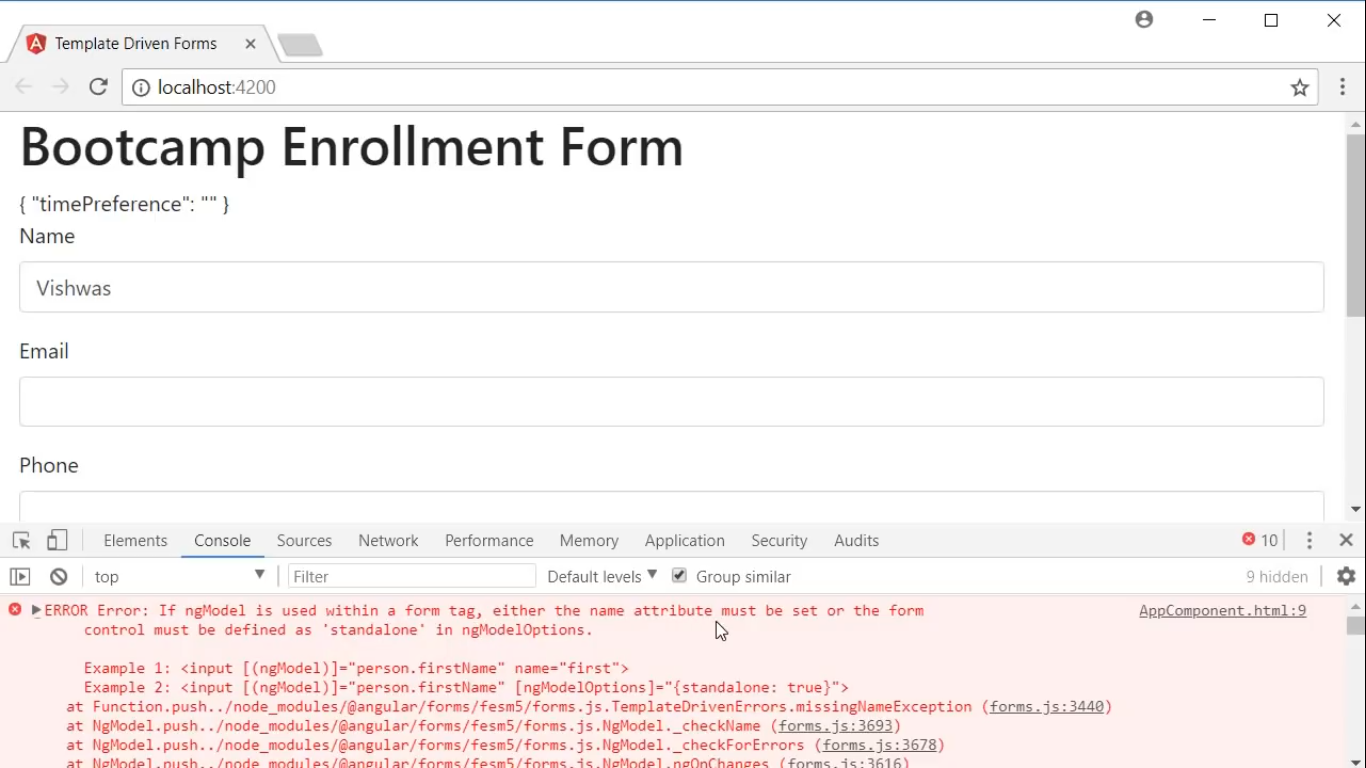 Template Driven Forms
localhost:4200
Bootcamp Enrollment Form
{ "timePreference": "" }
Name
Vishwas
Email
Phone
Elements Console Sources Network Performance Memory Application Security Audits 10
top Filter Default levels Group similar 9 hidden
ERROR Error: If ngModel is used within a form tag, either the name attribute must be set or the form AppComponent.html:9
control must be defined as 'standalone' in ngModelOptions.
Example 1: <input [(ngModel)]="person.firstName" name="first">
Example 2: <input [(ngModel)]="person.firstName" [ngModelOptions]="{standalone: true}">
at Function.push../node_modules/@angular/forms/fesm5/forms.js.TemplateDrivenErrors.missingNameException (forms.js:3440)
at NgModel.push../node_modules/@angular/forms/fesm5/forms.js.NgModel._checkName (forms.js:3693)
at NgModel.push../node_modules/@angular/forms/fesm5/forms.js.NgModel._checkForErrors (forms.js:3678)
at NgModel.push../node_modules/@angular/forms/fesm5/forms.js.NgModel.ngOnChanges (forms.js:3616)